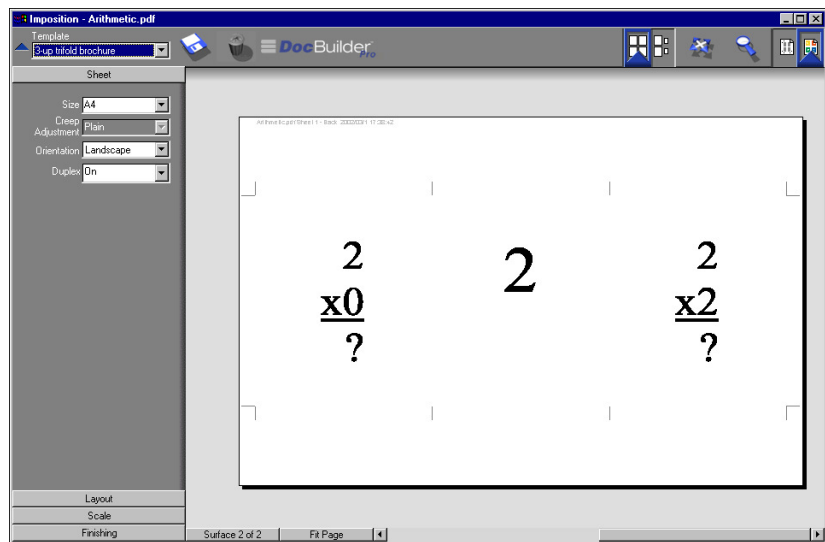 Imposition - Arithmetic.pdf
Template
3-up trifold brochure
DocBuilder Pro
Sheet
Size A4
Creep Adjustment Plain
Orientation Landscape
Duplex On
2
x0
?
2
2
x2
?
Layout
Scale
Finishing
Surface 2 of 2
Fit Page